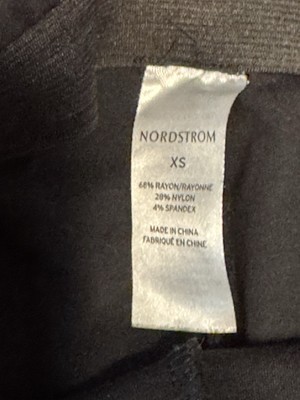 NORDSTROM
XS
68% RAYON/RAYONNE
28% NYLON
4% SPANDEX
MADE IN CHINA
FABRIQUÉ EN CHINE